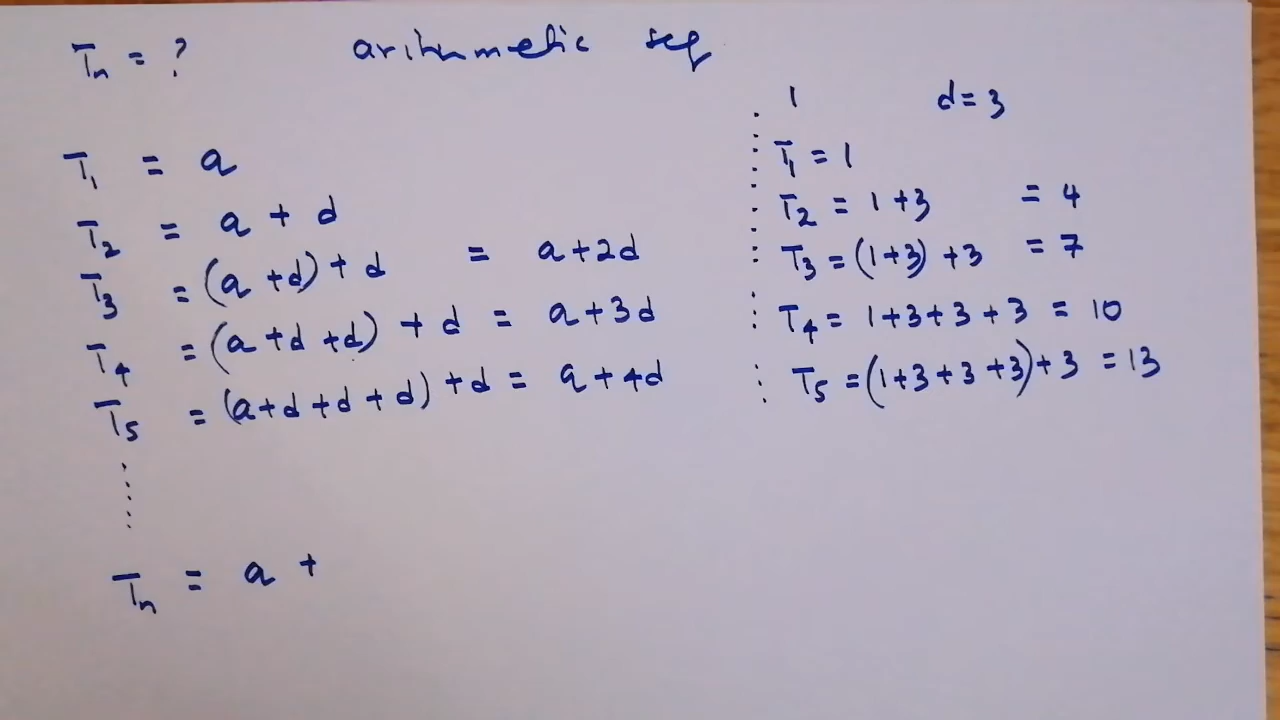 Tn = ? arithmetic seq
1 d = 3
T1 = a
T2 = a + d
T3 = (a + d) + d = a + 2d
T4 = (a + d + d) + d = a + 3d
T5 = (a + d + d + d) + d = a + 4d
Tn = a +
T1 = 1
T2 = 1 + 3 = 4
T3 = (1 + 3) + 3 = 7
T4 = 1 + 3 + 3 + 3 = 10
T5 = (1 + 3 + 3 + 3) + 3 = 13